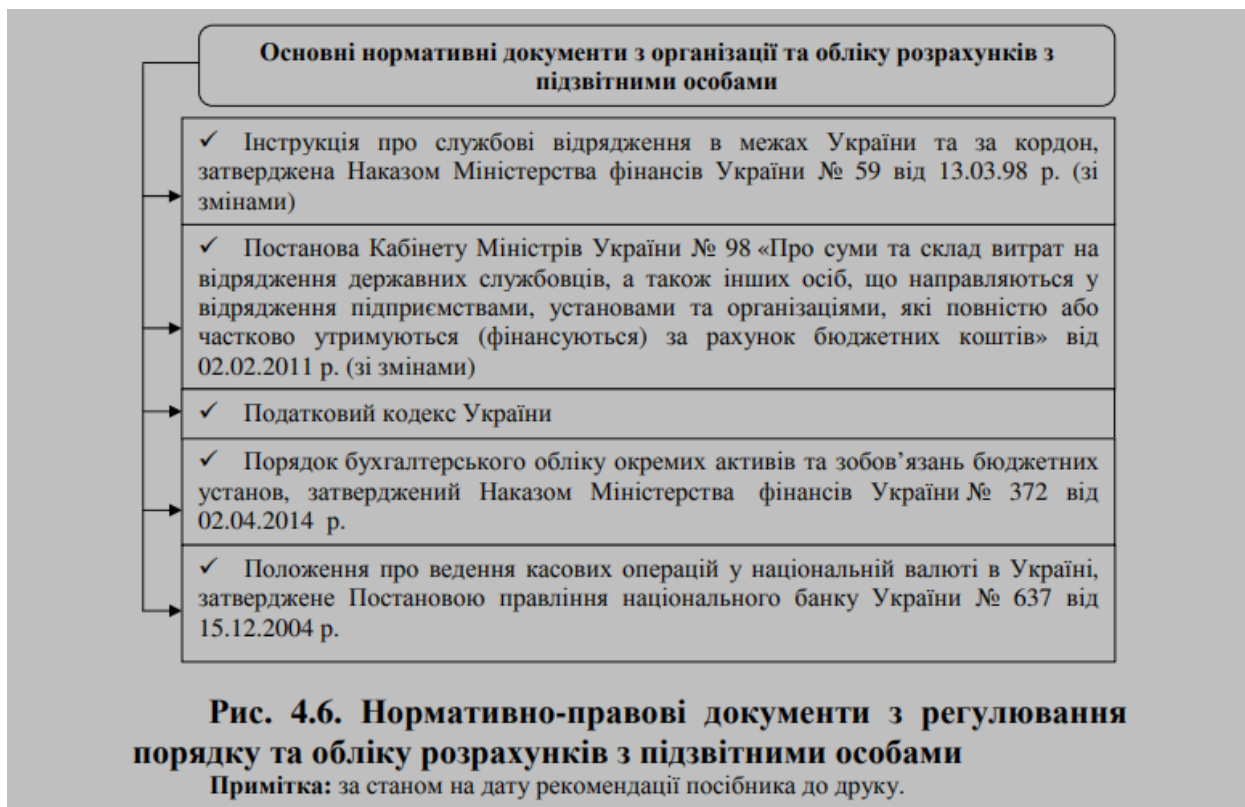 Основні нормативні документи з організації та обліку розрахунків з
підзвітними особами
✓ Інструкція про службові відрядження в межах України та за кордон,
затверджена Наказом Міністерства фінансів України № 59 від 13.03.98 р. (зі
змінами)
✓ Постанова Кабінету Міністрів України № 98 «Про суми та склад витрат на
відрядження державних службовців, а також інших осіб, що направляються у
відрядження підприємствами, установами та організаціями, які повністю або
частково утримуються (фінансуються) за рахунок бюджетних коштів» від
02.02.2011 р. (зі змінами)
✓ Податковий кодекс України
✓ Порядок бухгалтерського обліку окремих активів та зобов’язань бюджетних
установ, затверджений Наказом Міністерства фінансів України № 372 від
02.04.2014 р.
✓ Положення про ведення касових операцій у національній валюті в Україні,
затверджене Постановою правління національного банку України № 637 від
15.12.2004 р.
Рис. 4.6. Нормативно-правові документи з регулювання
порядку та обліку розрахунків з підзвітними особами
Примітка: за станом на дату рекомендації посібника до друку.